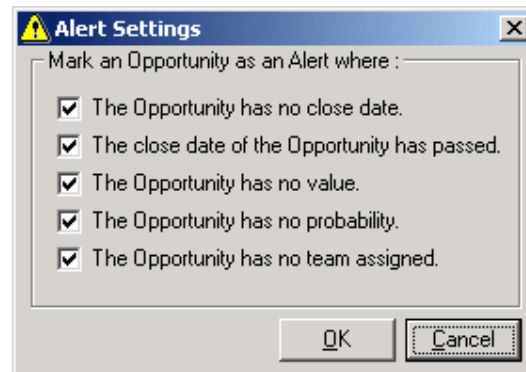 Alert Settings
Mark an Opportunity as an Alert where :
The Opportunity has no close date.
The close date of the Opportunity has passed.
The Opportunity has no value.
The Opportunity has no probability.
The Opportunity has no team assigned.
OK Cancel